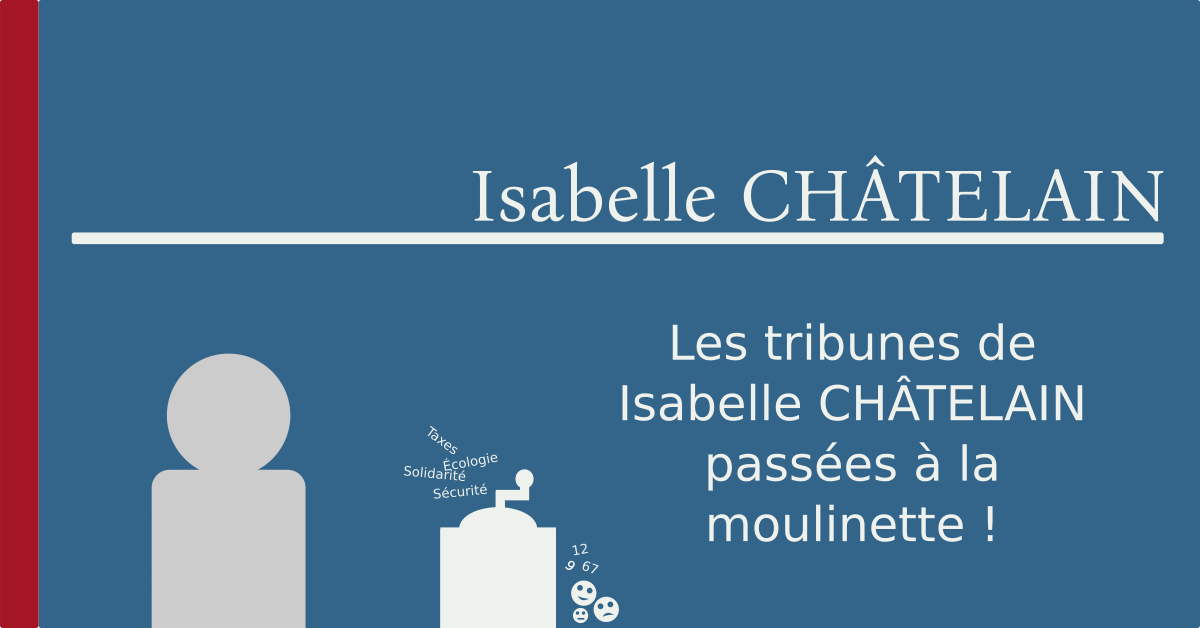 Isabelle CHÂTELAIN
Les tribunes de
Isabelle CHÂTELAIN
passées à la
moulinette !
Taxes
Écologie
Solidarité
Sécurité
12
9 67